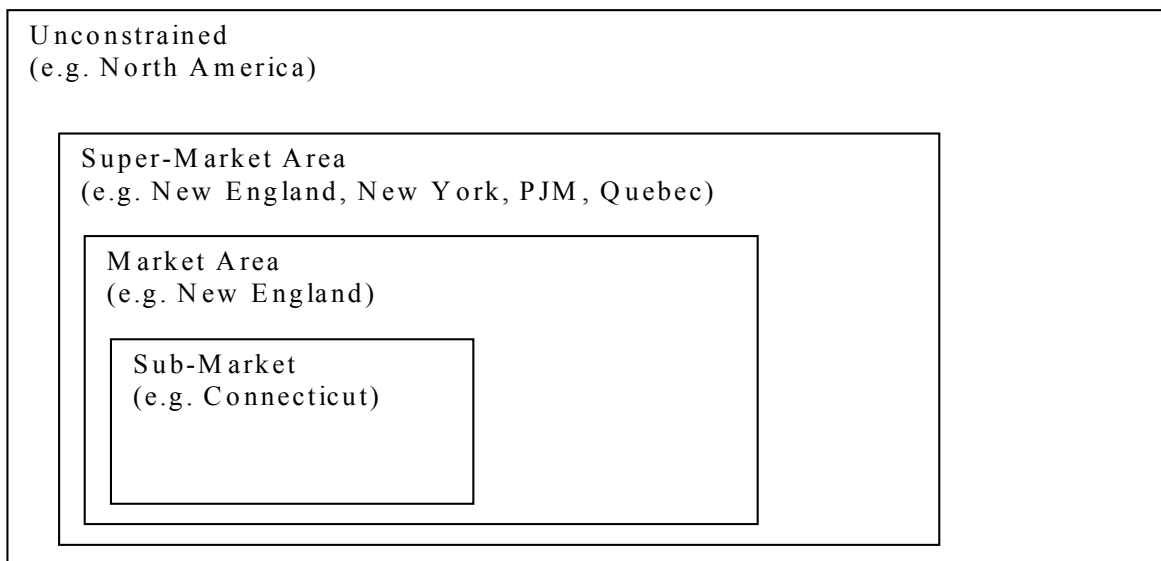 Unconstrained
(e.g. North America)
Super-Market Area
(e.g. New England, New York, PJM, Quebec)
Market Area
(e.g. New England)
Sub-Market
(e.g. Connecticut)